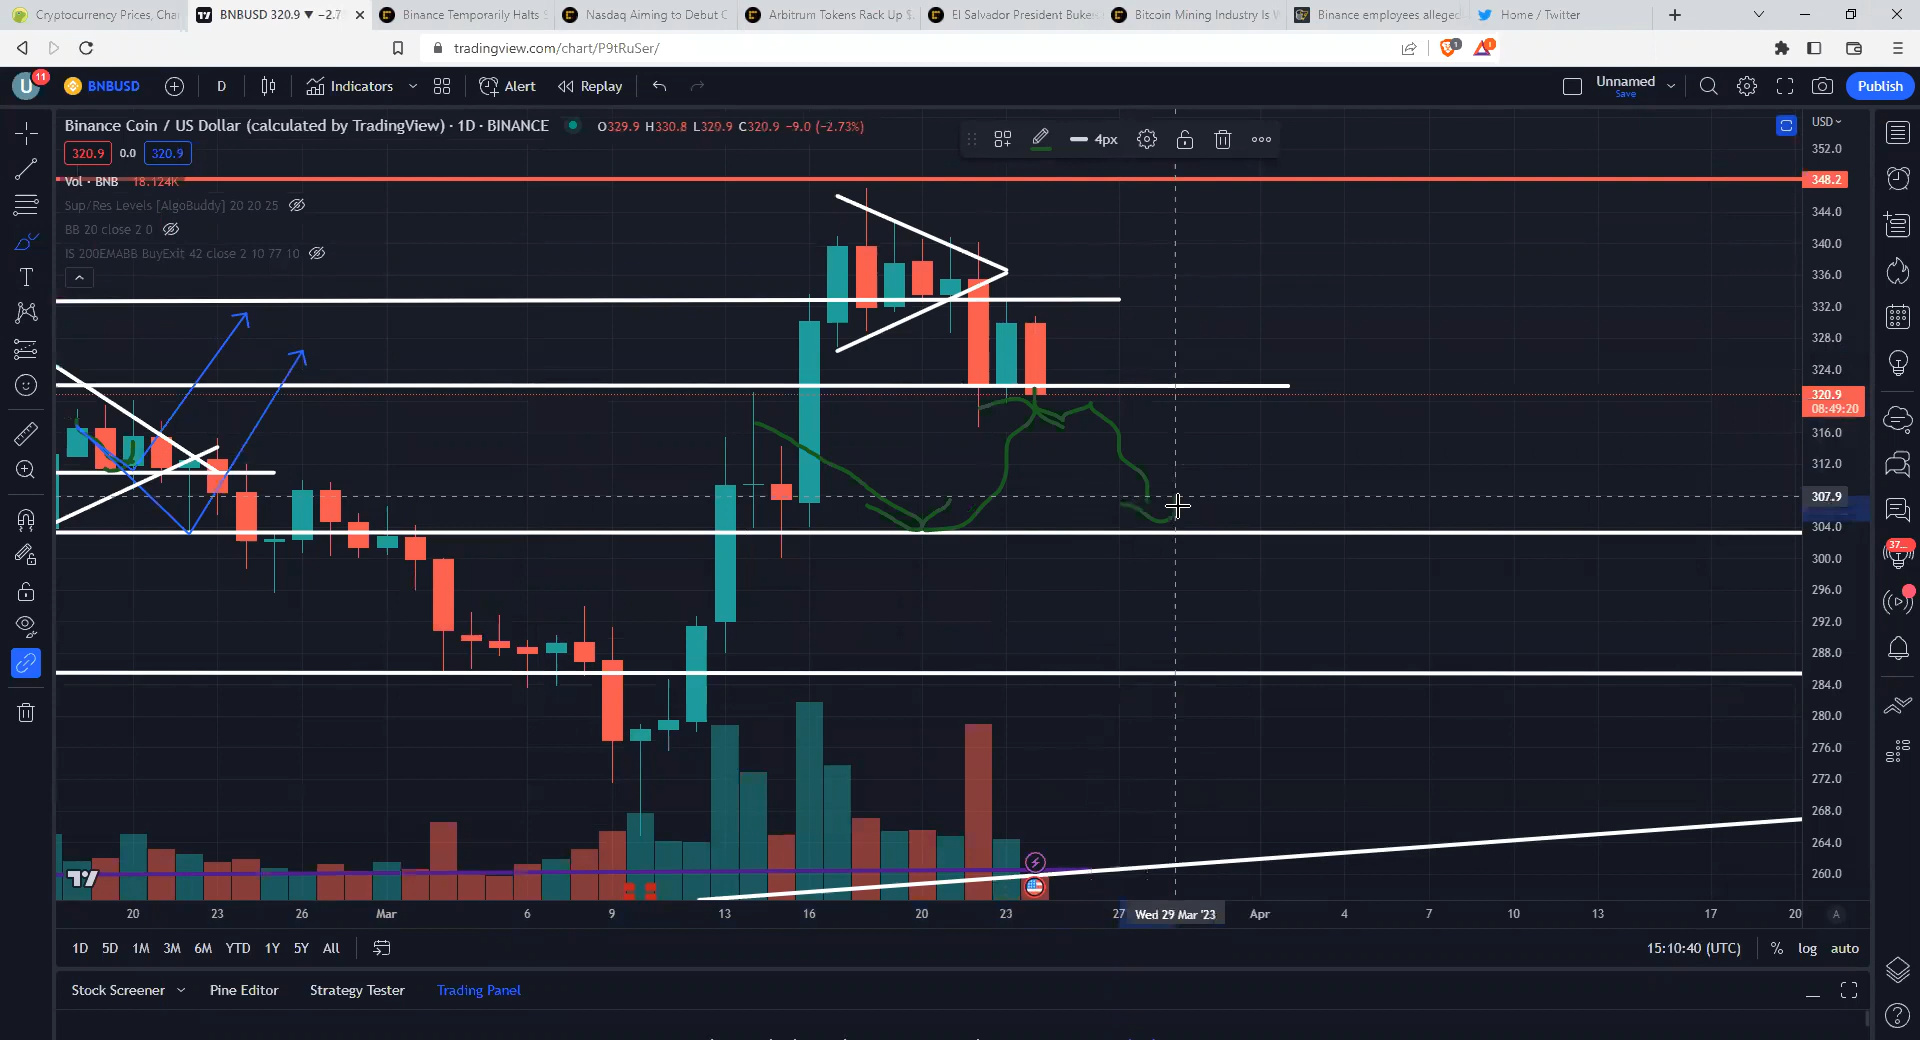 Cryptocurrency Prices, Cha
BNBUSD 320.9 ▼ −2.7
Binance Temporarily Halts S
Nasdaq Aiming to Debut C
Arbitrum Tokens Rack Up $
El Salvador President Buke
Bitcoin Mining Industry Is
Binance employees alleged
Home / Twitter
tradingview.com/chart/P9tRuSer/
1
1
U
11
BNBUSD
D
Indicators
Alert
Replay
Unnamed
Save
Publish
Binance Coin / US Dollar (calculated by TradingView) · 1D · BINANCE
O329.9 H330.8 L320.9 C320.9 −9.0 (−2.73%)
4px
USD
320.9
0.0
320.9
352.0
Vol · BNB 18.124K
348.2
Sup/Res Levels [AlgoBuddy] 20 20 25
344.0
BB 20 close 2 0
340.0
IS 200EMABB BuyExit 42 close 2 10 77 10
336.0
332.0
328.0
324.0
320.9
08:49:20
316.0
312.0
307.9
304.0
300.0
296.0
292.0
288.0
284.0
280.0
276.0
272.0
268.0
264.0
260.0
37...
20
23
26
Mar
6
9
13
16
20
23
27
Wed 29 Mar '23
Apr
4
7
10
13
17
20
A
1D
5D
1M
3M
6M
YTD
1Y
5Y
All
15:10:40 (UTC)
%
log
auto
Stock Screener
Pine Editor
Strategy Tester
Trading Panel